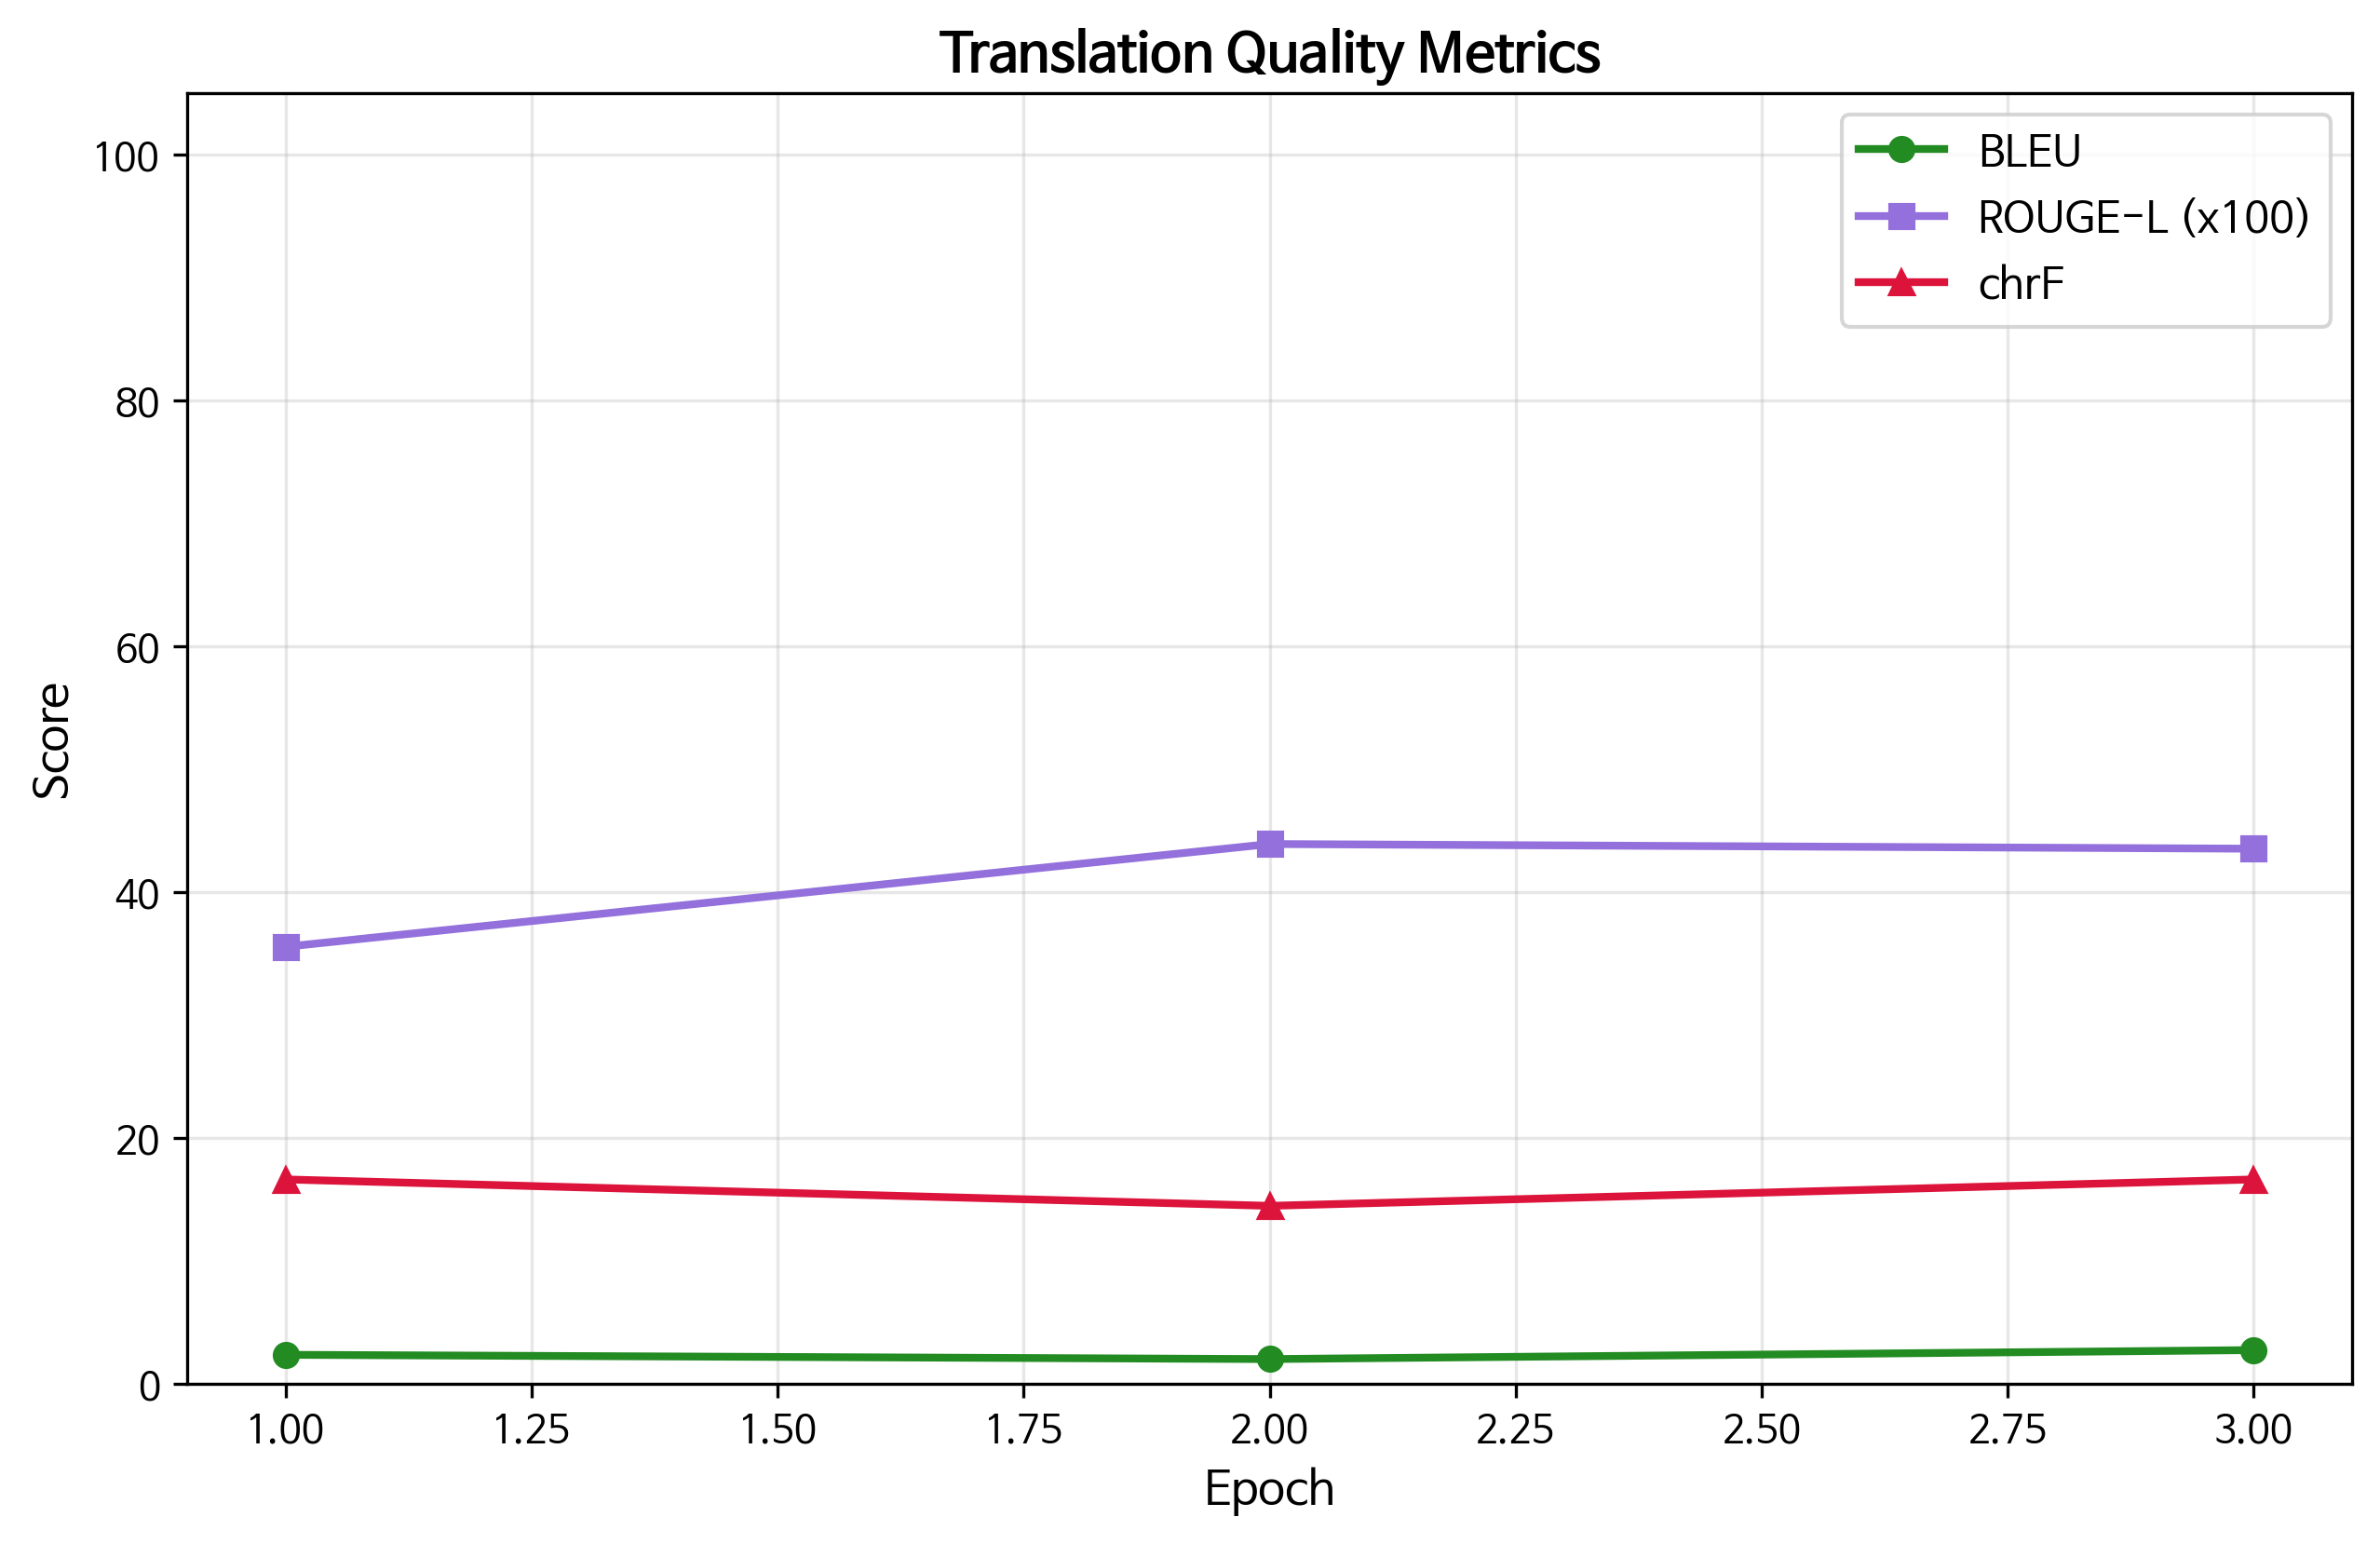 Translation Quality Metrics
BLEU
ROUGE-L (x100)
chrF
100
80
60
40
20
0
Score
1.00 1.25 1.50 1.75 2.00 2.25 2.50 2.75 3.00
Epoch